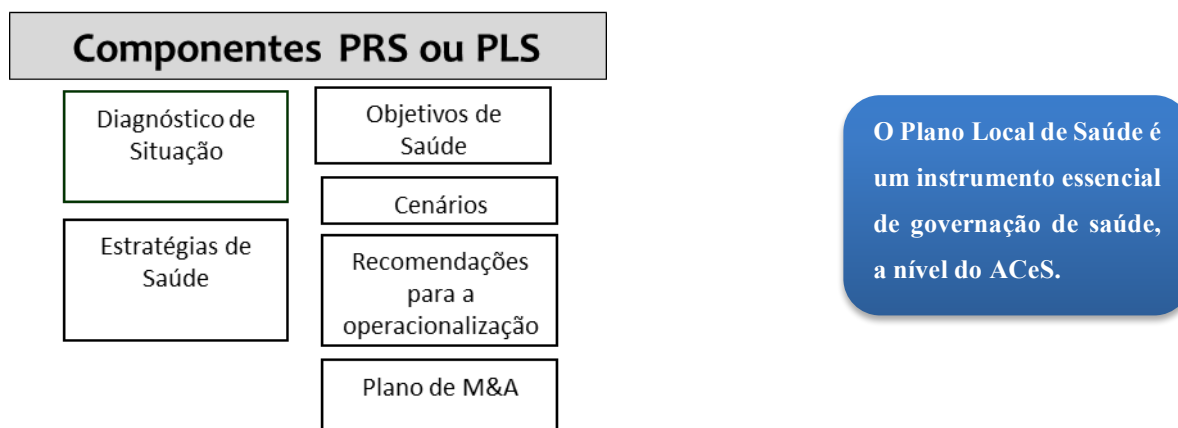 Componentes PRS ou PLS
Diagnóstico de
Situação
Estratégias de
Saúde
Objetivos de
Saúde
Cenários
Recomendações
para a
operacionalização
Plano de M&A
O Plano Local de Saúde é
um instrumento essencial
de governação de saúde,
a nível do ACeS.